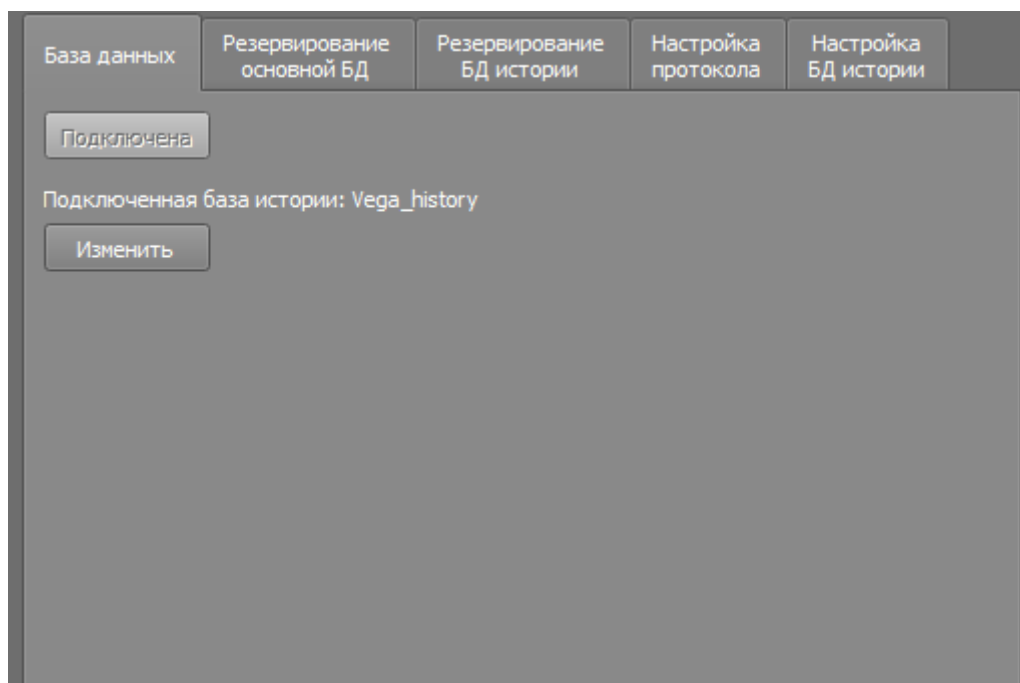 База данных
Резервирование
основной БД
Резервирование
БД истории
Настройка
протокола
Настройка
БД истории
Подключена
Подключенная база истории: Vega_history
Изменить